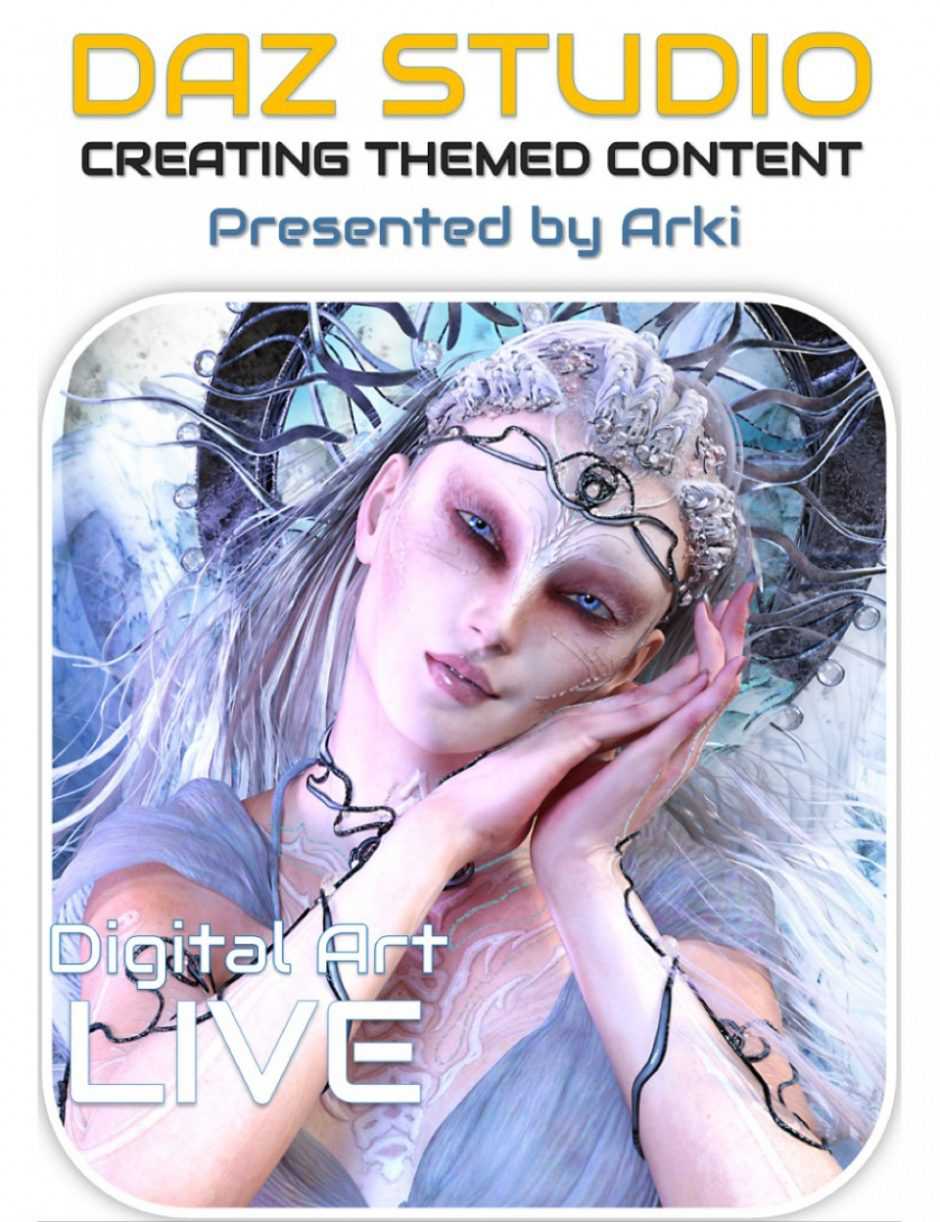 DAZ STUDIO
CREATING THEMED CONTENT
Presented by Arki
Digital Art
LIVE